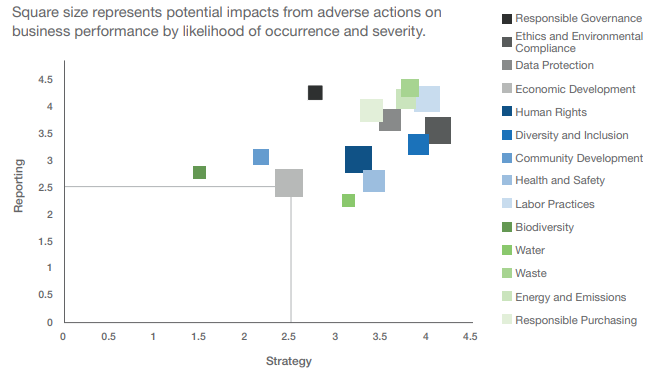 Square size represents potential impacts from adverse actions on
business performance by likelihood of occurrence and severity.
Reporting
4.5
4
3.5
3
2.5
2
1.5
1
0.5
0
0 0.5 1 1.5 2 2.5 3 3.5 4 4.5
Strategy
Responsible Governance
Ethics and Environmental
Compliance
Data Protection
Economic Development
Human Rights
Diversity and Inclusion
Community Development
Health and Safety
Labor Practices
Biodiversity
Water
Waste
Energy and Emissions
Responsible Purchasing